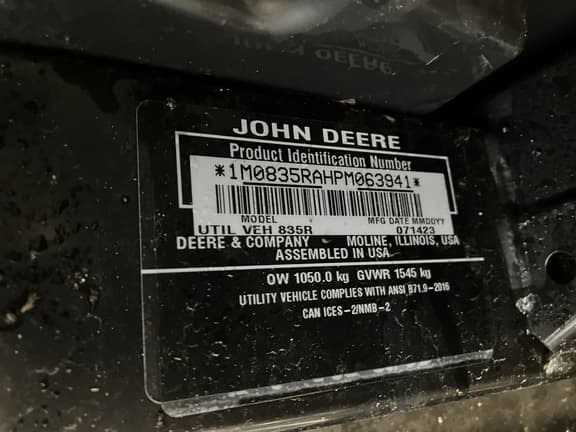 JOHN DEERE
Product Identification Number
*1M0835RAHPM063941*
MODEL MFG DATE MMDDYY
UTIL VEH 835R 071423
DEERE & COMPANY MOLINE, ILLINOIS, USA
ASSEMBLED IN USA
OW 1050.0 kg GVWR 1545 kg
UTILITY VEHICLE COMPLIES WITH ANSI B71.9-2016
CAN ICES-2/NMB-2